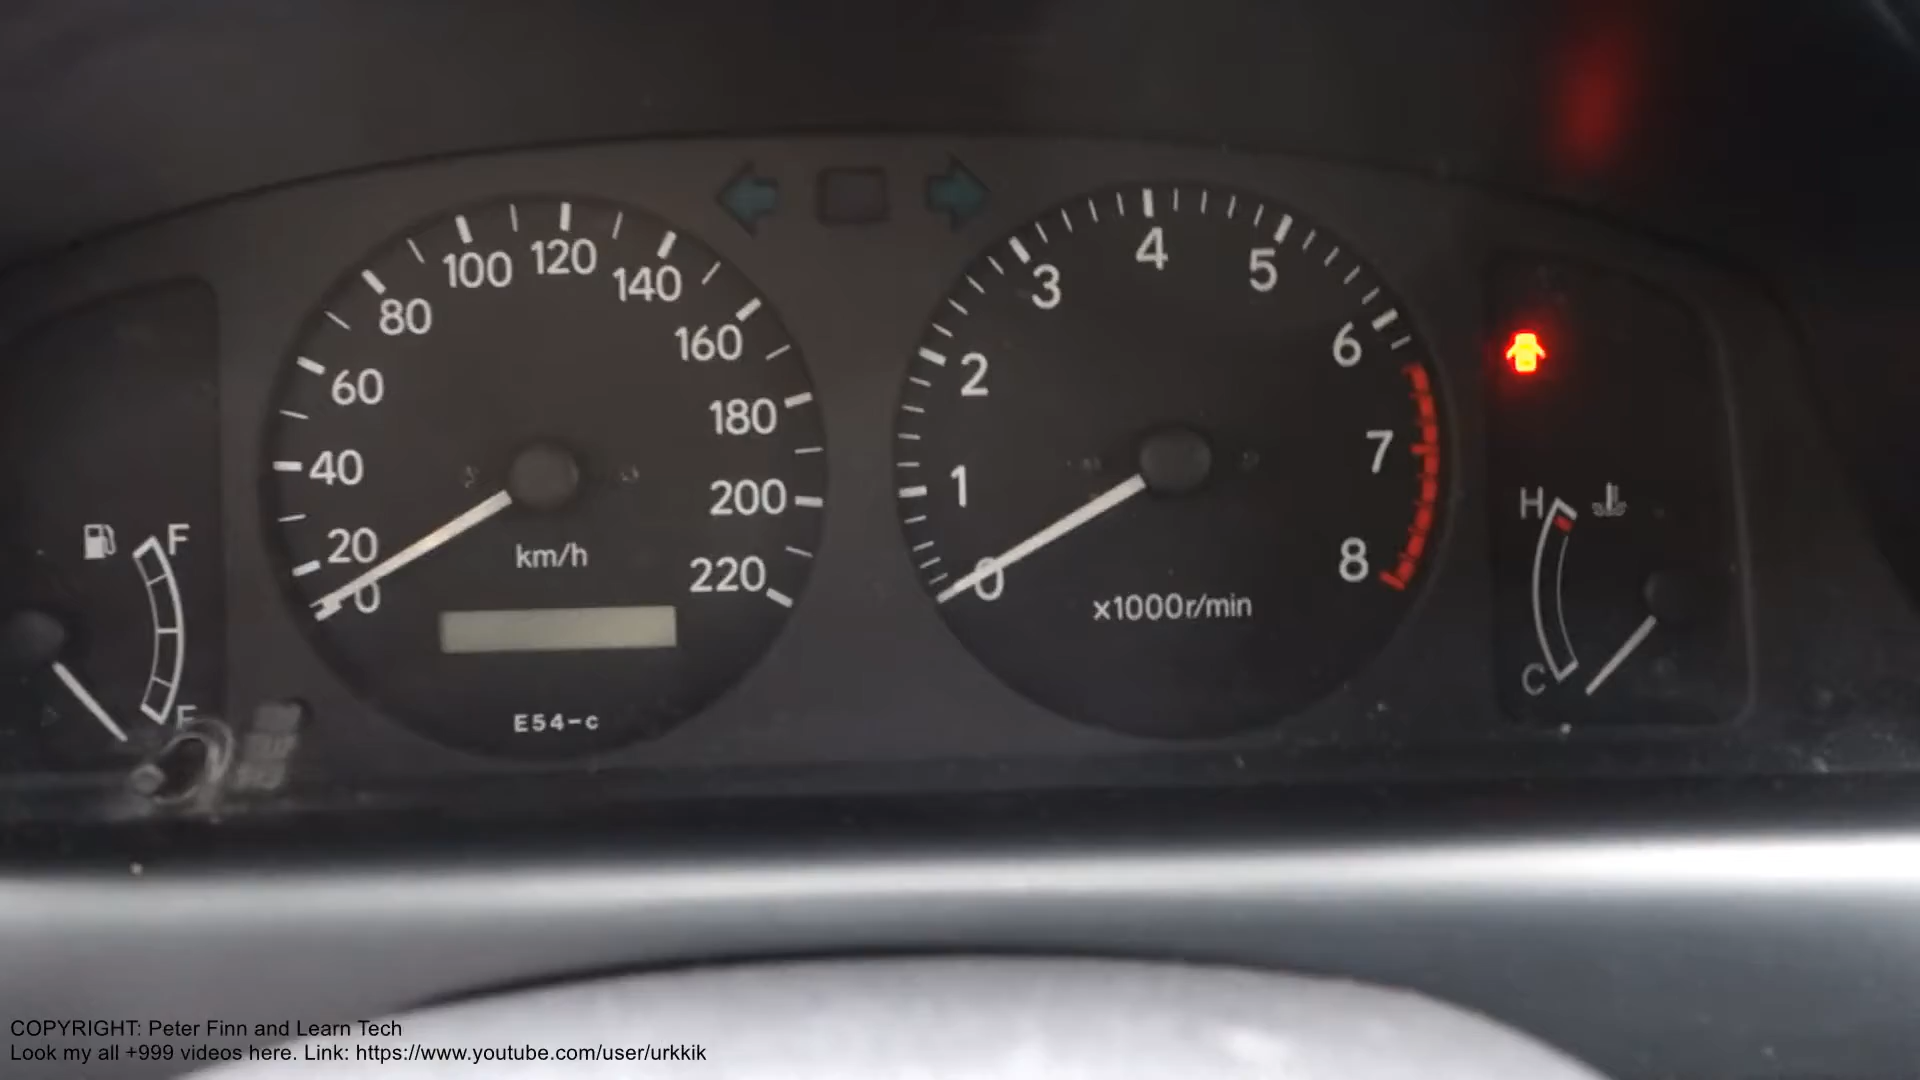 100
120
140
80
160
60
180
40
200
20
220
0
km/h
E54-c
4
3
5
2
6
1
7
0
8
x1000r/min
F
H
C
COPYRIGHT: Peter Finn and Learn Tech
Look my all +999 videos here. Link: https://www.youtube.com/user/urkkik